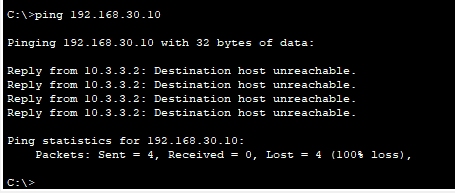 C:\>ping 192.168.30.10
Pinging 192.168.30.10 with 32 bytes of data:
Reply from 10.3.3.2: Destination host unreachable.
Reply from 10.3.3.2: Destination host unreachable.
Reply from 10.3.3.2: Destination host unreachable.
Reply from 10.3.3.2: Destination host unreachable.
Ping statistics for 192.168.30.10:
    Packets: Sent = 4, Received = 0, Lost = 4 (100% loss),
C:\>